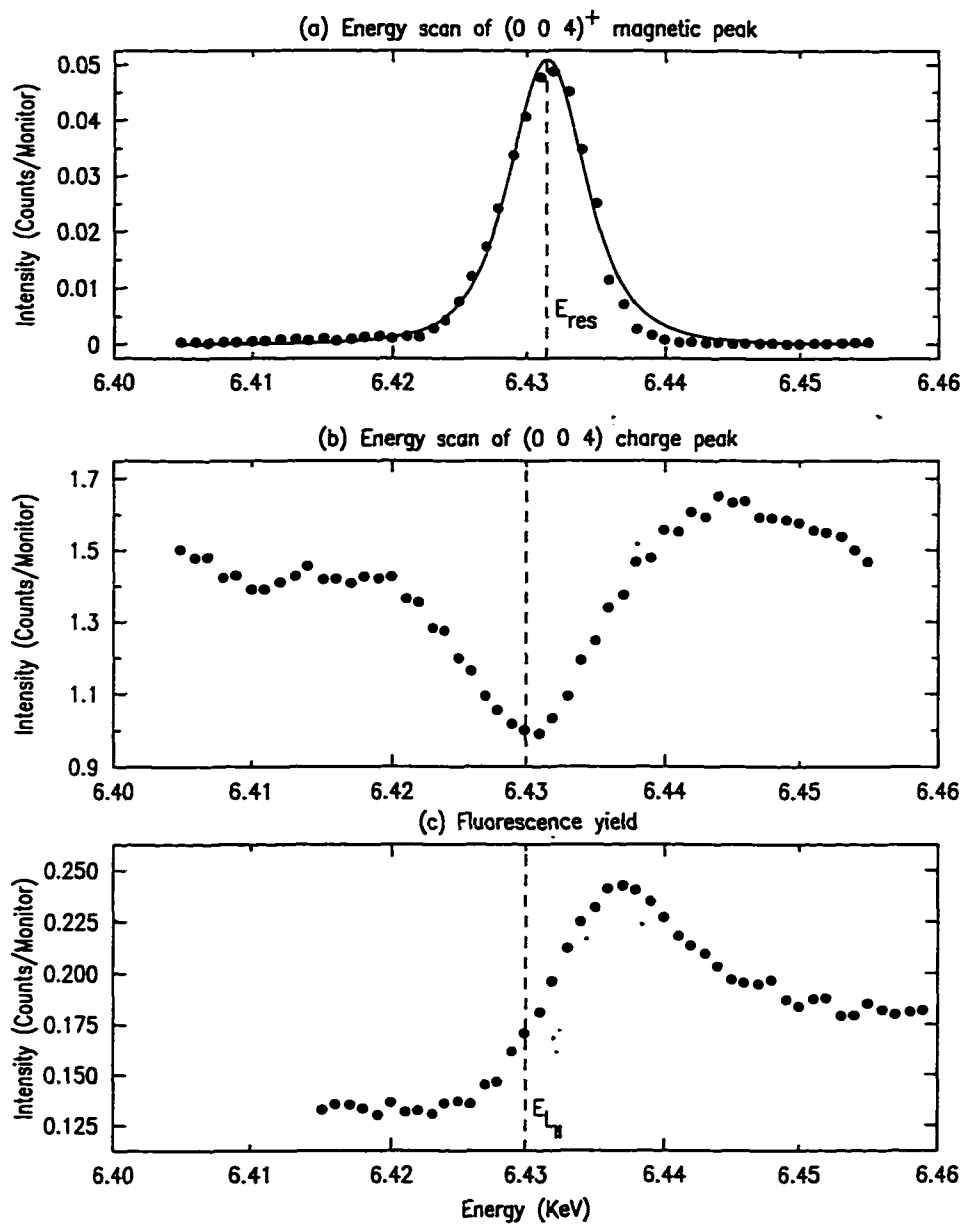 (a) Energy scan of (0 0 4)+ magnetic peak
Intensity (Counts/Monitor)
0.05
0.04
0.03
0.02
0.01
0
E_res
6.40 6.41 6.42 6.43 6.44 6.45 6.46
(b) Energy scan of (0 0 4) charge peak
Intensity (Counts/Monitor)
1.7
1.5
1.3
1.1
0.9
6.40 6.41 6.42 6.43 6.44 6.45 6.46
(c) Fluorescence yield
Intensity (Counts/Monitor)
0.250
0.225
0.200
0.175
0.150
0.125
E_LII
6.40 6.41 6.42 6.43 6.44 6.45 6.46
Energy (KeV)